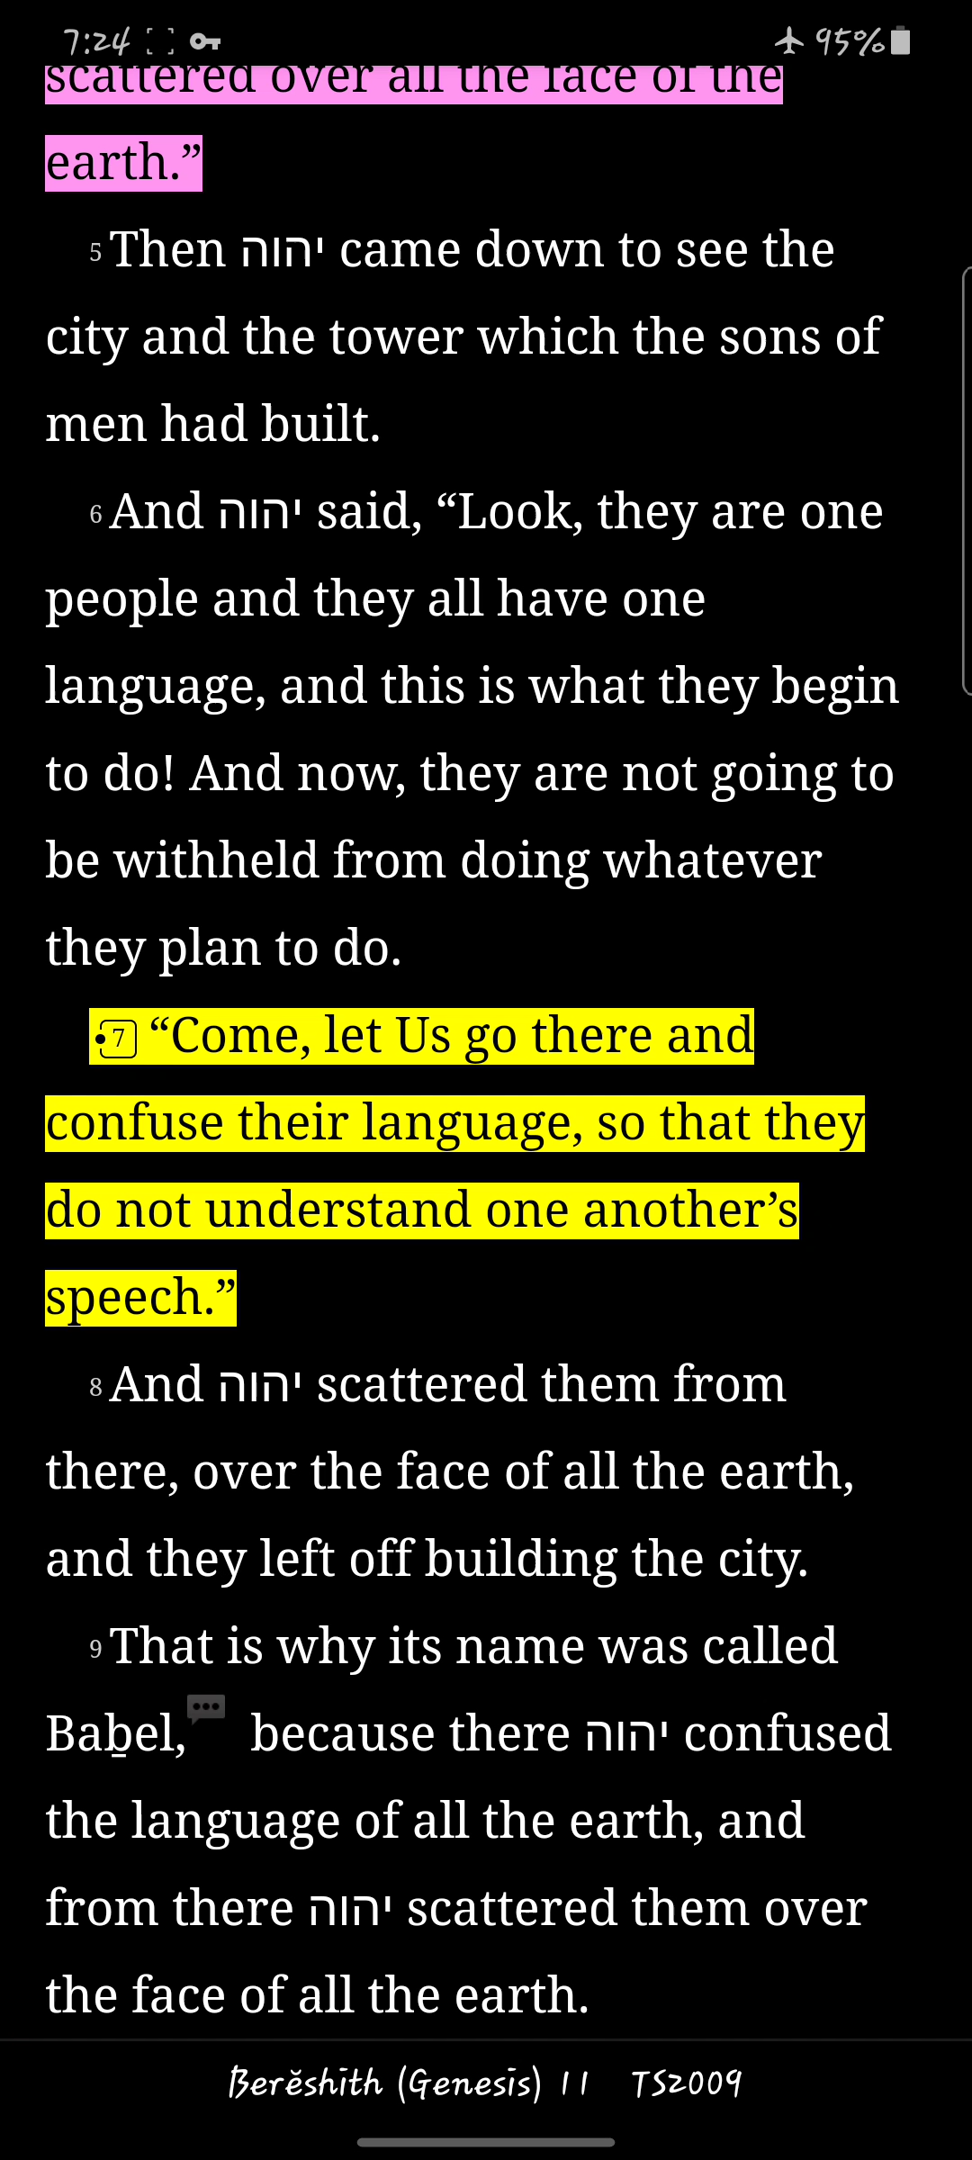 7:24 95%
scattered over all the face of the
earth.”
5 Then יהוה came down to see the
city and the tower which the sons of
men had built.
6 And יהוה said, “Look, they are one
people and they all have one
language, and this is what they begin
to do! And now, they are not going to
be withheld from doing whatever
they plan to do.
7 “Come, let Us go there and
confuse their language, so that they
do not understand one another’s
speech.”
8 And יהוה scattered them from
there, over the face of all the earth,
and they left off building the city.
9 That is why its name was called
Baḇel, because there יהוה confused
the language of all the earth, and
from there יהוה scattered them over
the face of all the earth.
Berĕshith (Genesis) 11 TS2009